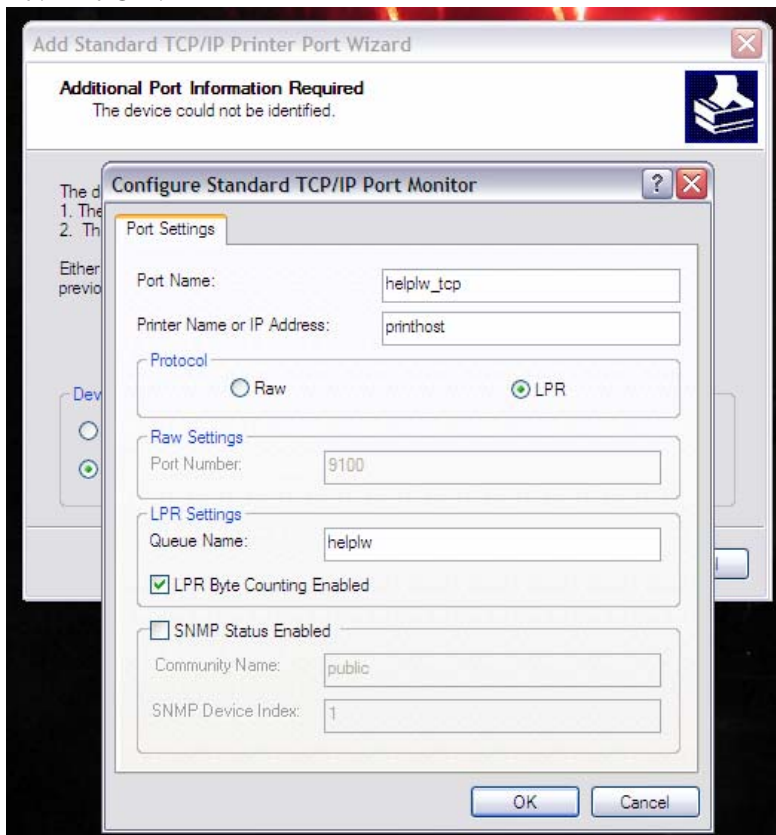 Add Standard TCP/IP Printer Port Wizard
Additional Port Information Required
The device could not be identified.
The d
1. The
2. Th
Either
previo
Dev
Configure Standard TCP/IP Port Monitor
Port Settings
Port Name: helplw_tcp
Printer Name or IP Address: printhost
Protocol
Raw LPR
Raw Settings
Port Number: 9100
LPR Settings
Queue Name: helplw
LPR Byte Counting Enabled
SNMP Status Enabled
Community Name: public
SNMP Device Index: 1
OK Cancel